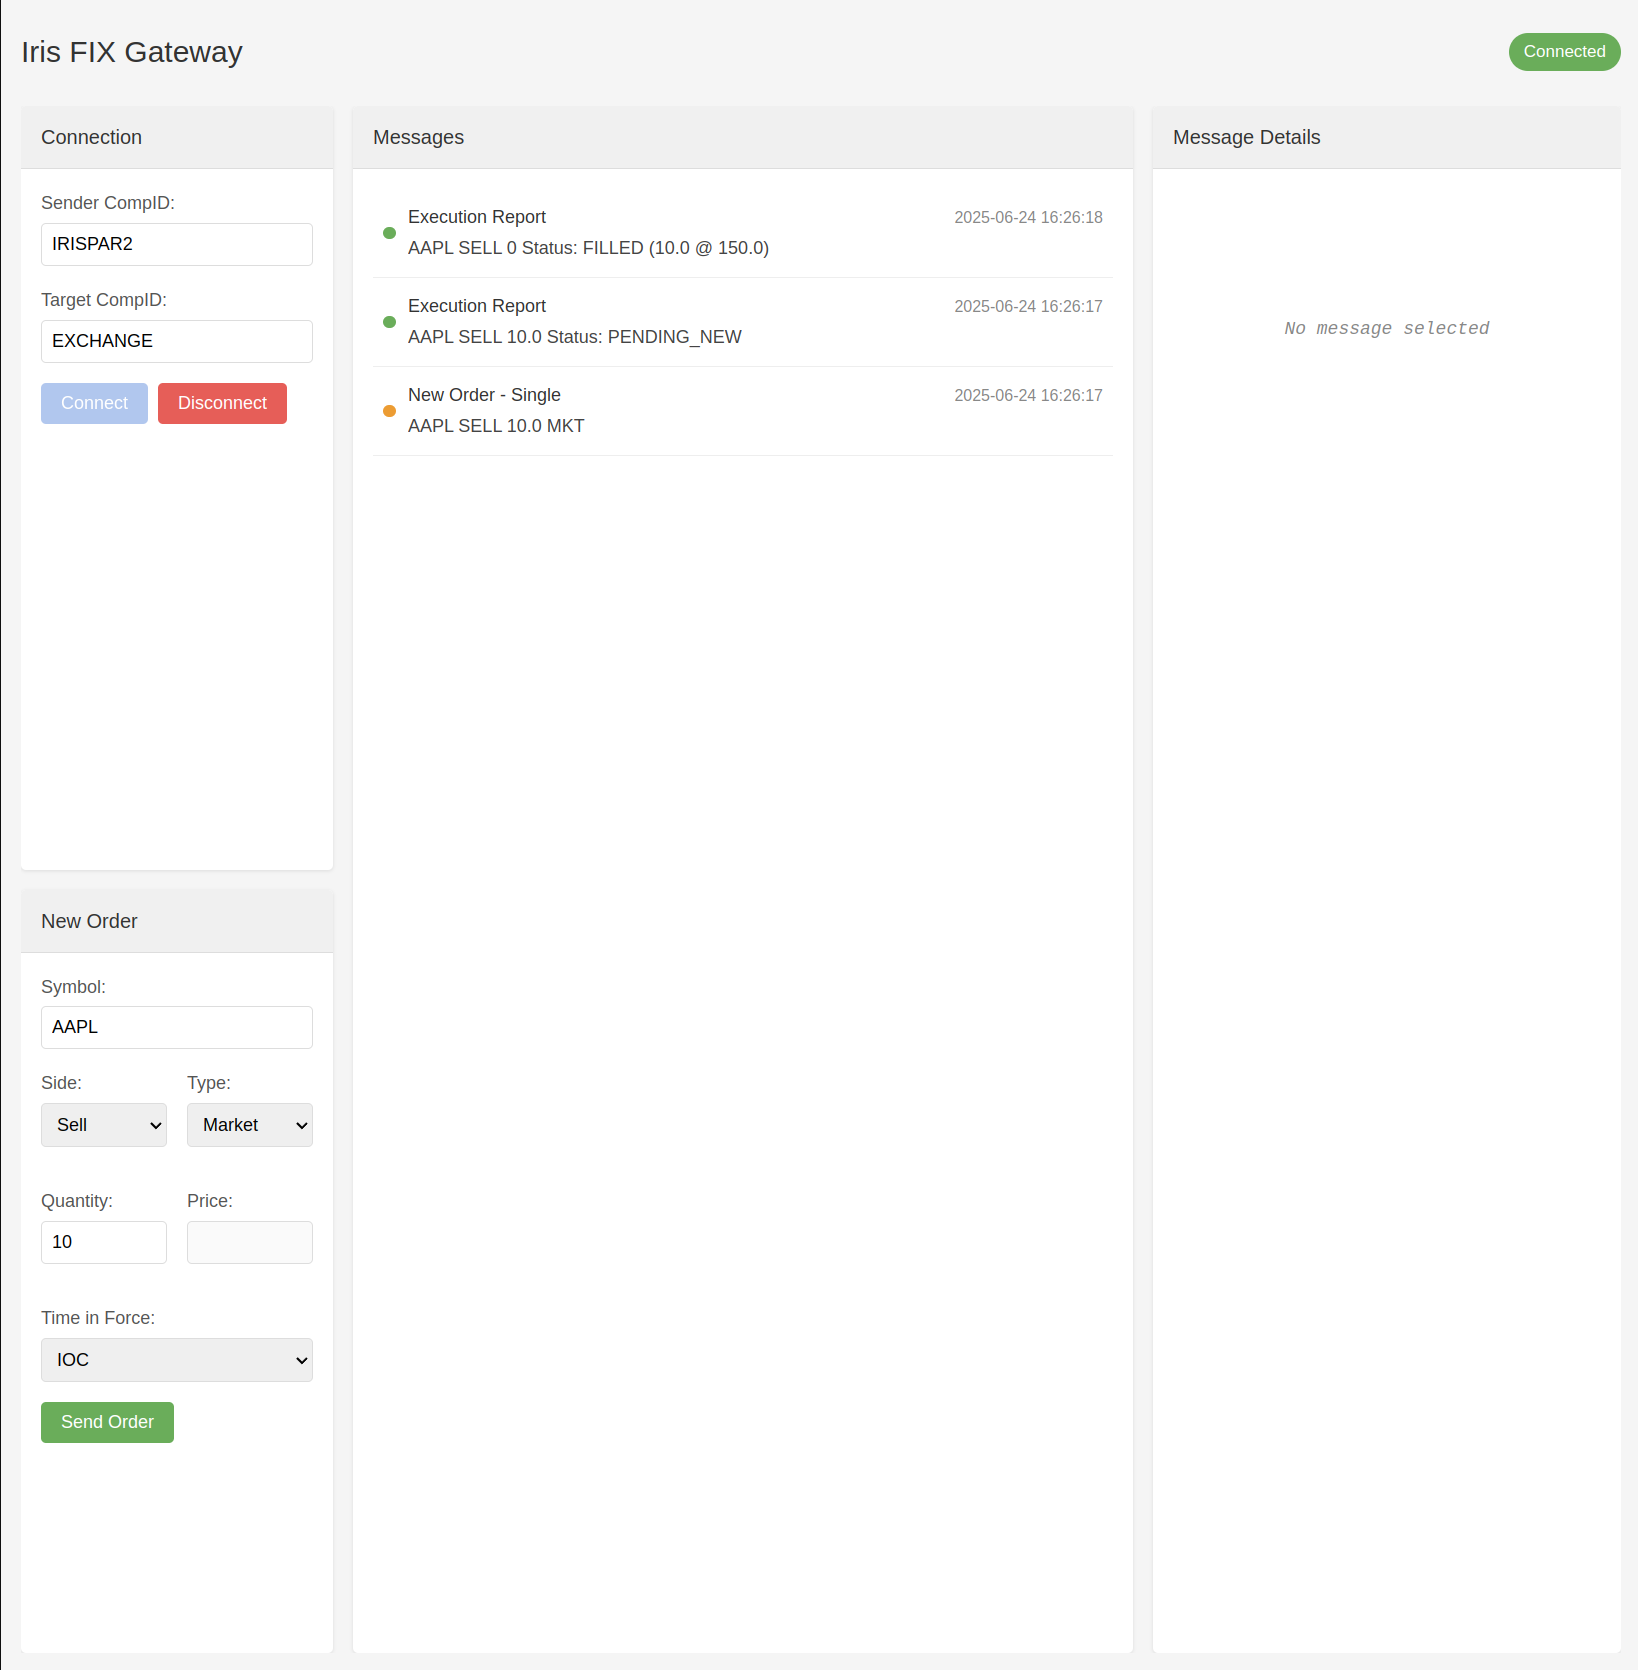 Iris FIX Gateway
Connected
Connection
Sender CompID:
IRISPAR2
Target CompID:
EXCHANGE
Connect Disconnect
New Order
Symbol:
AAPL
Side: Type:
Sell Market
Quantity: Price:
10
Time in Force:
IOC
Send Order
Messages
Execution Report 2025-06-24 16:26:18
AAPL SELL 0 Status: FILLED (10.0 @ 150.0)
Execution Report 2025-06-24 16:26:17
AAPL SELL 10.0 Status: PENDING_NEW
New Order - Single 2025-06-24 16:26:17
AAPL SELL 10.0 MKT
Message Details
No message selected